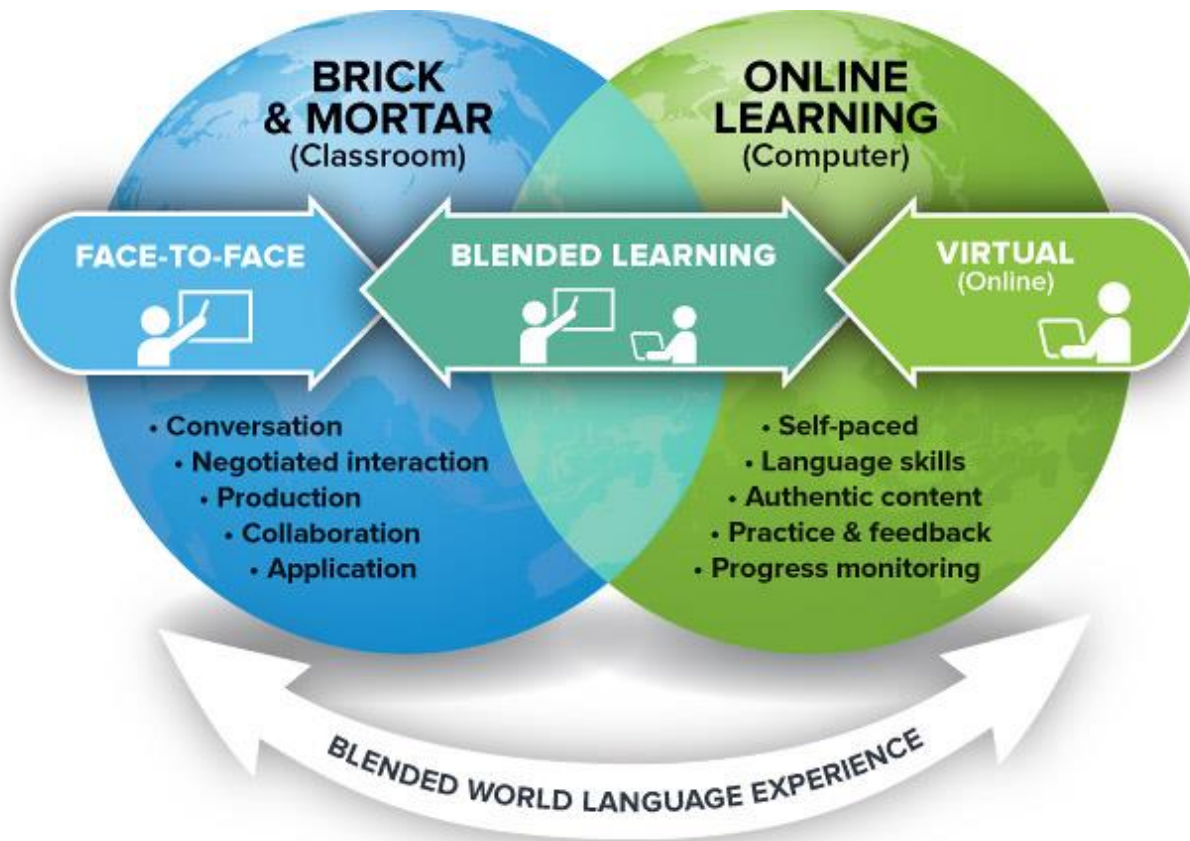 BRICK
& MORTAR
(Classroom)
ONLINE
LEARNING
(Computer)
FACE-TO-FACE
BLENDED LEARNING
VIRTUAL
(Online)
• Conversation
• Negotiated interaction
• Production
• Collaboration
• Application
• Self-paced
• Language skills
• Authentic content
• Practice & feedback
• Progress monitoring
BLENDED WORLD LANGUAGE EXPERIENCE